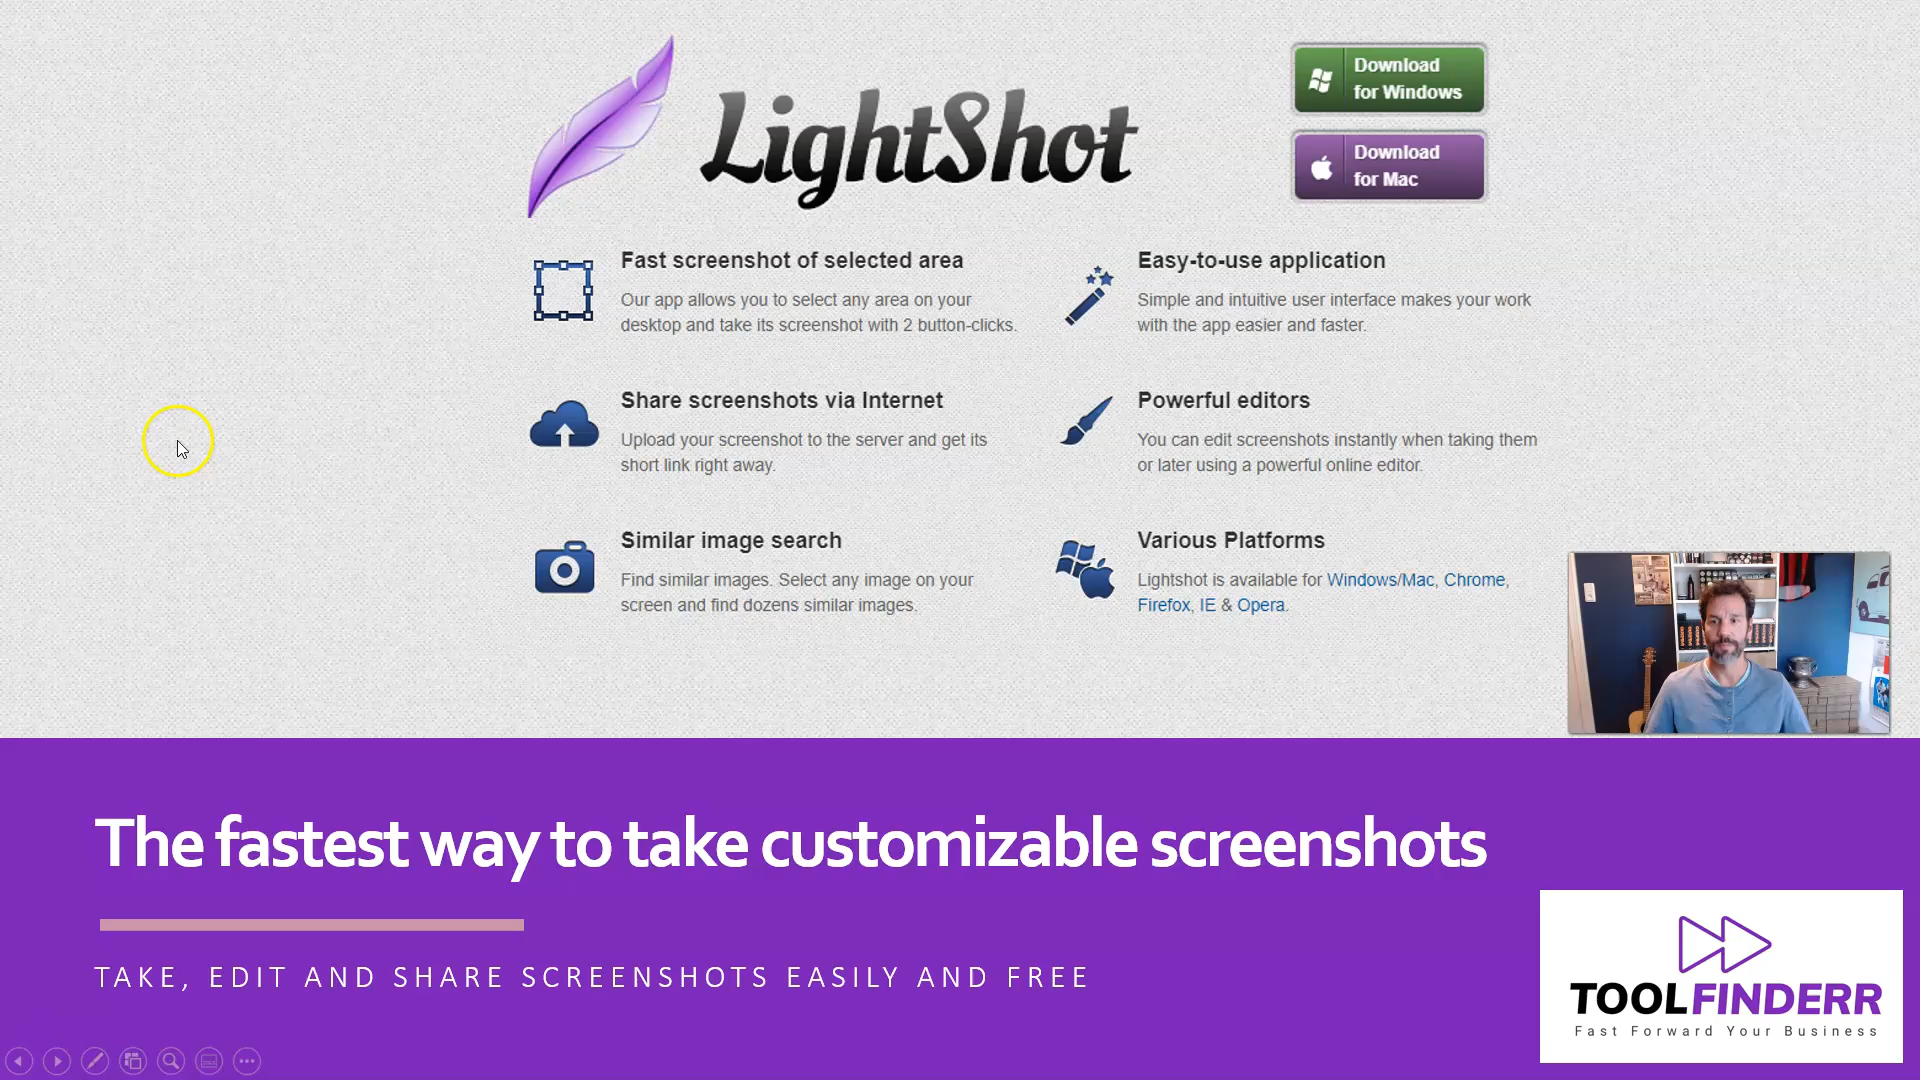 LightShot
Download
for Windows
Download
for Mac
Fast screenshot of selected area
Our app allows you to select any area on your
desktop and take its screenshot with 2 button-clicks.
Easy-to-use application
Simple and intuitive user interface makes your work
with the app easier and faster.
Share screenshots via Internet
Upload your screenshot to the server and get its
short link right away.
Powerful editors
You can edit screenshots instantly when taking them
or later using a powerful online editor.
Similar image search
Find similar images. Select any image on your
screen and find dozens similar images.
Various Platforms
Lightshot is available for Windows/Mac, Chrome,
Firefox, IE & Opera.
The fastest way to take customizable screenshots
TAKE, EDIT AND SHARE SCREENSHOTS EASILY AND FREE
TOOLFINDERR
Fast Forward Your Business